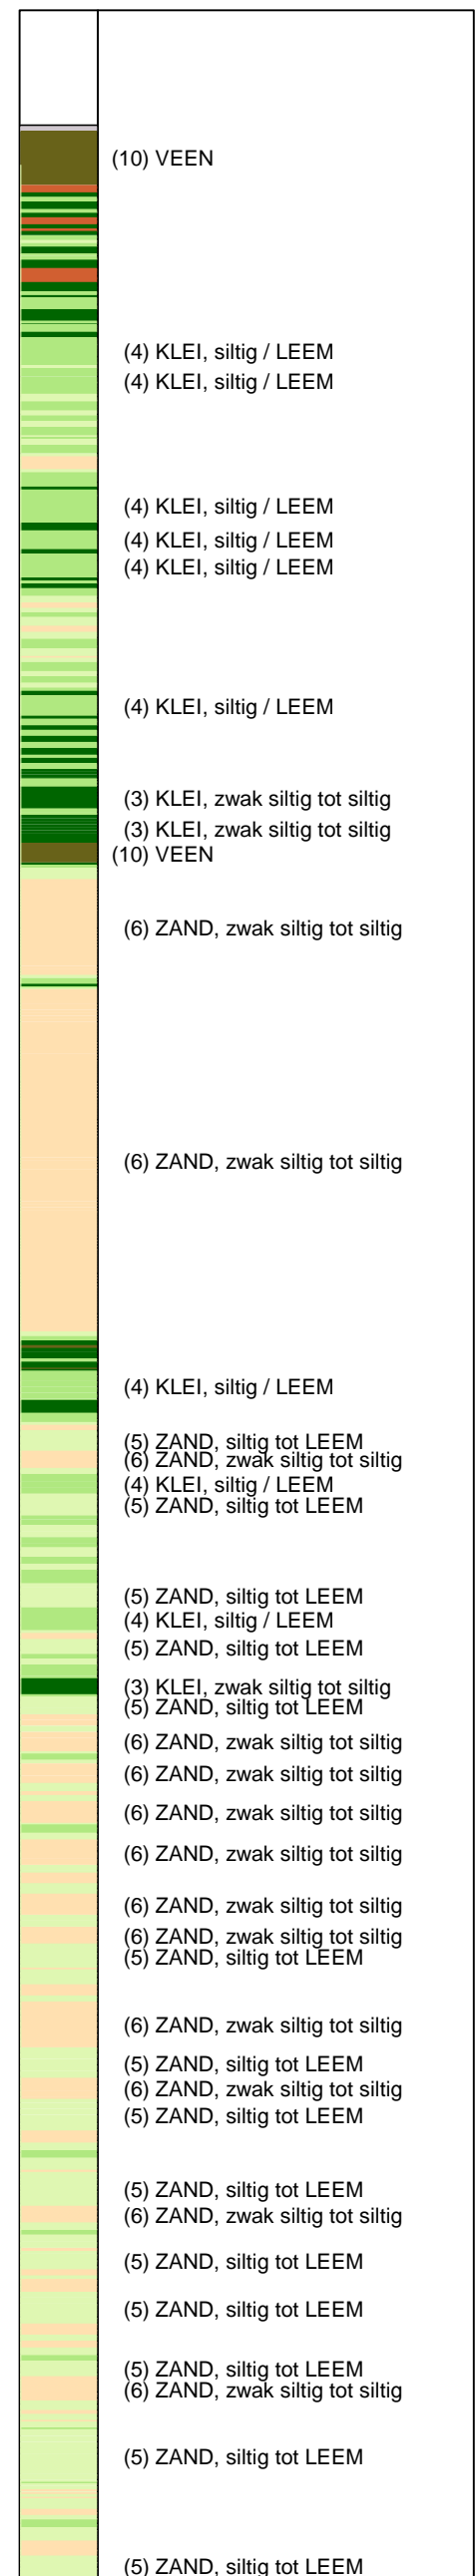 (10) VEEN
(4) KLEI, siltig / LEEM
(4) KLEI, siltig / LEEM
(4) KLEI, siltig / LEEM
(4) KLEI, siltig / LEEM
(4) KLEI, siltig / LEEM
(4) KLEI, siltig / LEEM
(3) KLEI, zwak siltig tot siltig
(3) KLEI, zwak siltig tot siltig
(10) VEEN
(6) ZAND, zwak siltig tot siltig
(6) ZAND, zwak siltig tot siltig
(4) KLEI, siltig / LEEM
(5) ZAND, siltig tot LEEM
(6) ZAND, zwak siltig tot siltig
(4) KLEI, siltig / LEEM
(5) ZAND, siltig tot LEEM
(5) ZAND, siltig tot LEEM
(4) KLEI, siltig / LEEM
(5) ZAND, siltig tot LEEM
(3) KLEI, zwak siltig tot siltig
(5) ZAND, siltig tot LEEM
(6) ZAND, zwak siltig tot siltig
(6) ZAND, zwak siltig tot siltig
(6) ZAND, zwak siltig tot siltig
(6) ZAND, zwak siltig tot siltig
(6) ZAND, zwak siltig tot siltig
(6) ZAND, zwak siltig tot siltig
(5) ZAND, siltig tot LEEM
(6) ZAND, zwak siltig tot siltig
(5) ZAND, siltig tot LEEM
(6) ZAND, zwak siltig tot siltig
(5) ZAND, siltig tot LEEM
(5) ZAND, siltig tot LEEM
(6) ZAND, zwak siltig tot siltig
(5) ZAND, siltig tot LEEM
(5) ZAND, siltig tot LEEM
(5) ZAND, siltig tot LEEM
(6) ZAND, zwak siltig tot siltig
(5) ZAND, siltig tot LEEM
(5) ZAND, siltig tot LEEM